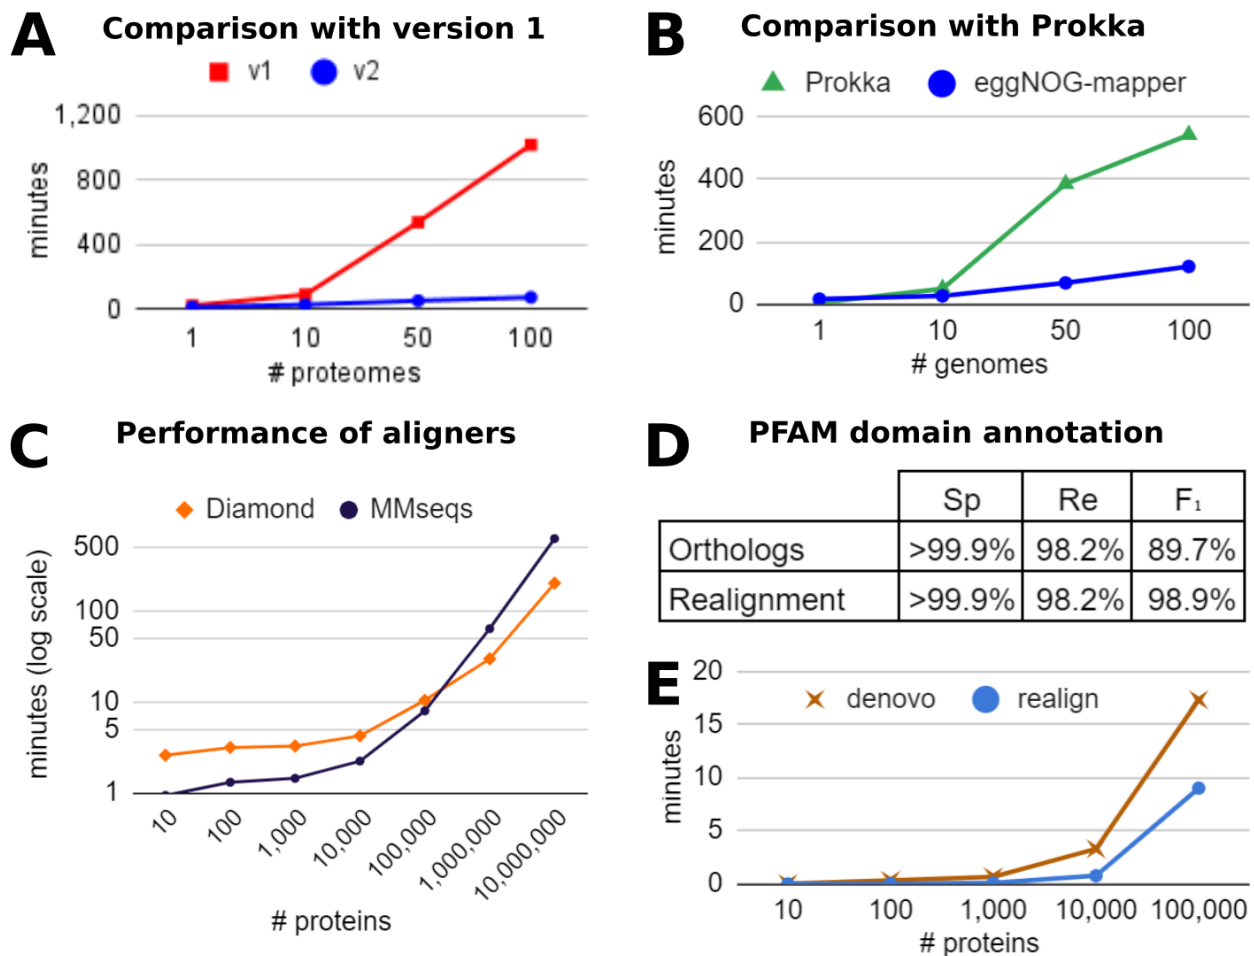 A Comparison with version 1
v1 v2
1,200
800
400
0
minutes
1 10 50 100
# proteomes
B Comparison with Prokka
Prokka eggNOG-mapper
600
400
200
0
minutes
1 10 50 100
# genomes
C Performance of aligners
Diamond MMseqs
500
100
50
10
5
1
minutes (log scale)
10 100 1,000 10,000 100,000 1,000,000 10,000,000
# proteins
D PFAM domain annotation
Sp Re F₁
Orthologs >99.9% 98.2% 89.7%
Realignment >99.9% 98.2% 98.9%
E
denovo realign
20
15
10
5
0
minutes
10 100 1,000 10,000 100,000
# proteins